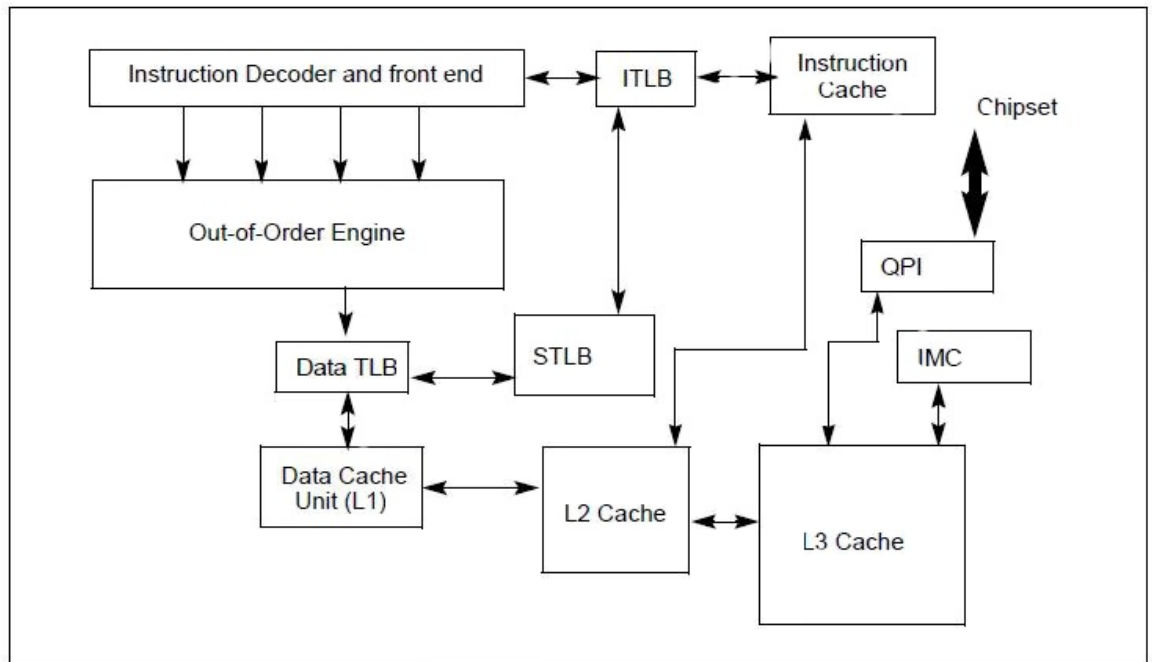 Instruction Decoder and front end
ITLB
Instruction
Cache
Chipset
Out-of-Order Engine
QPI
STLB
IMC
Data TLB
Data Cache
Unit (L1)
L2 Cache
L3 Cache